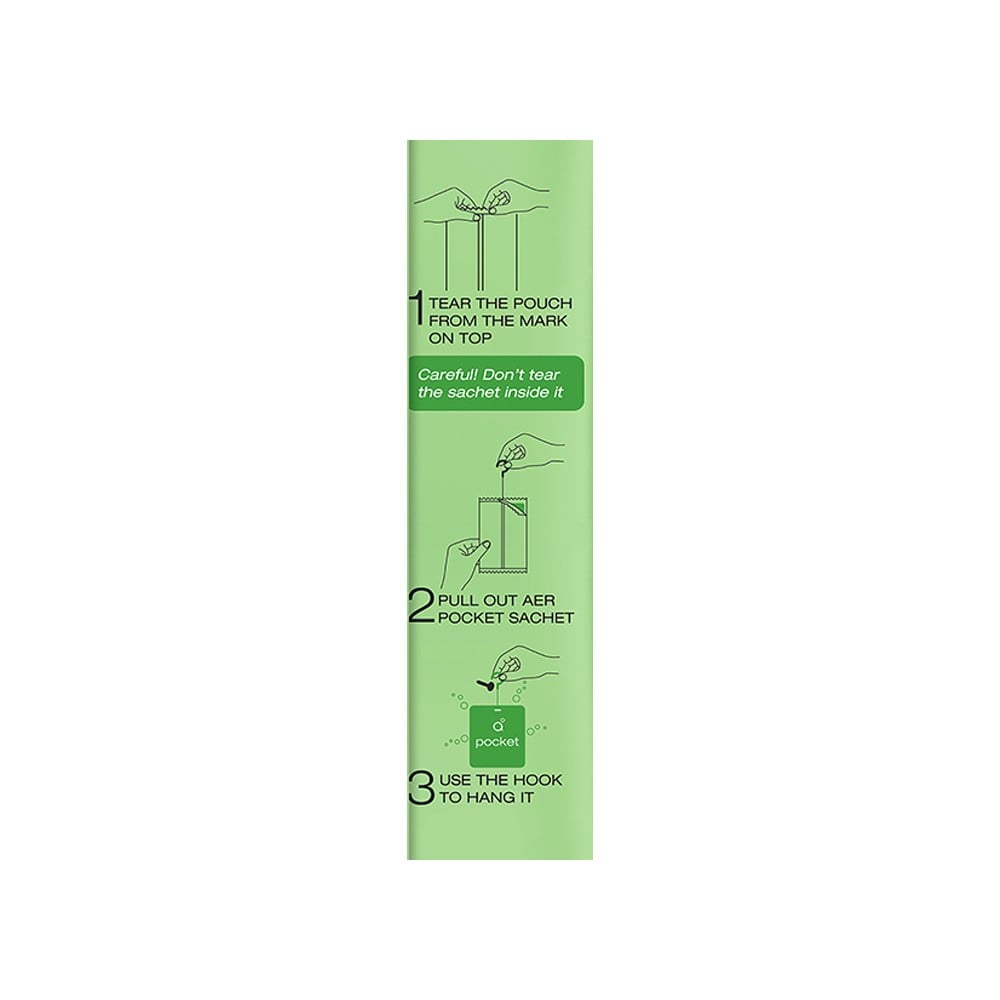 1 TEAR THE POUCH
FROM THE MARK
ON TOP
Careful! Don't tear
the sachet inside it
2 PULL OUT AER
POCKET SACHET
a
pocket
3 USE THE HOOK
TO HANG IT